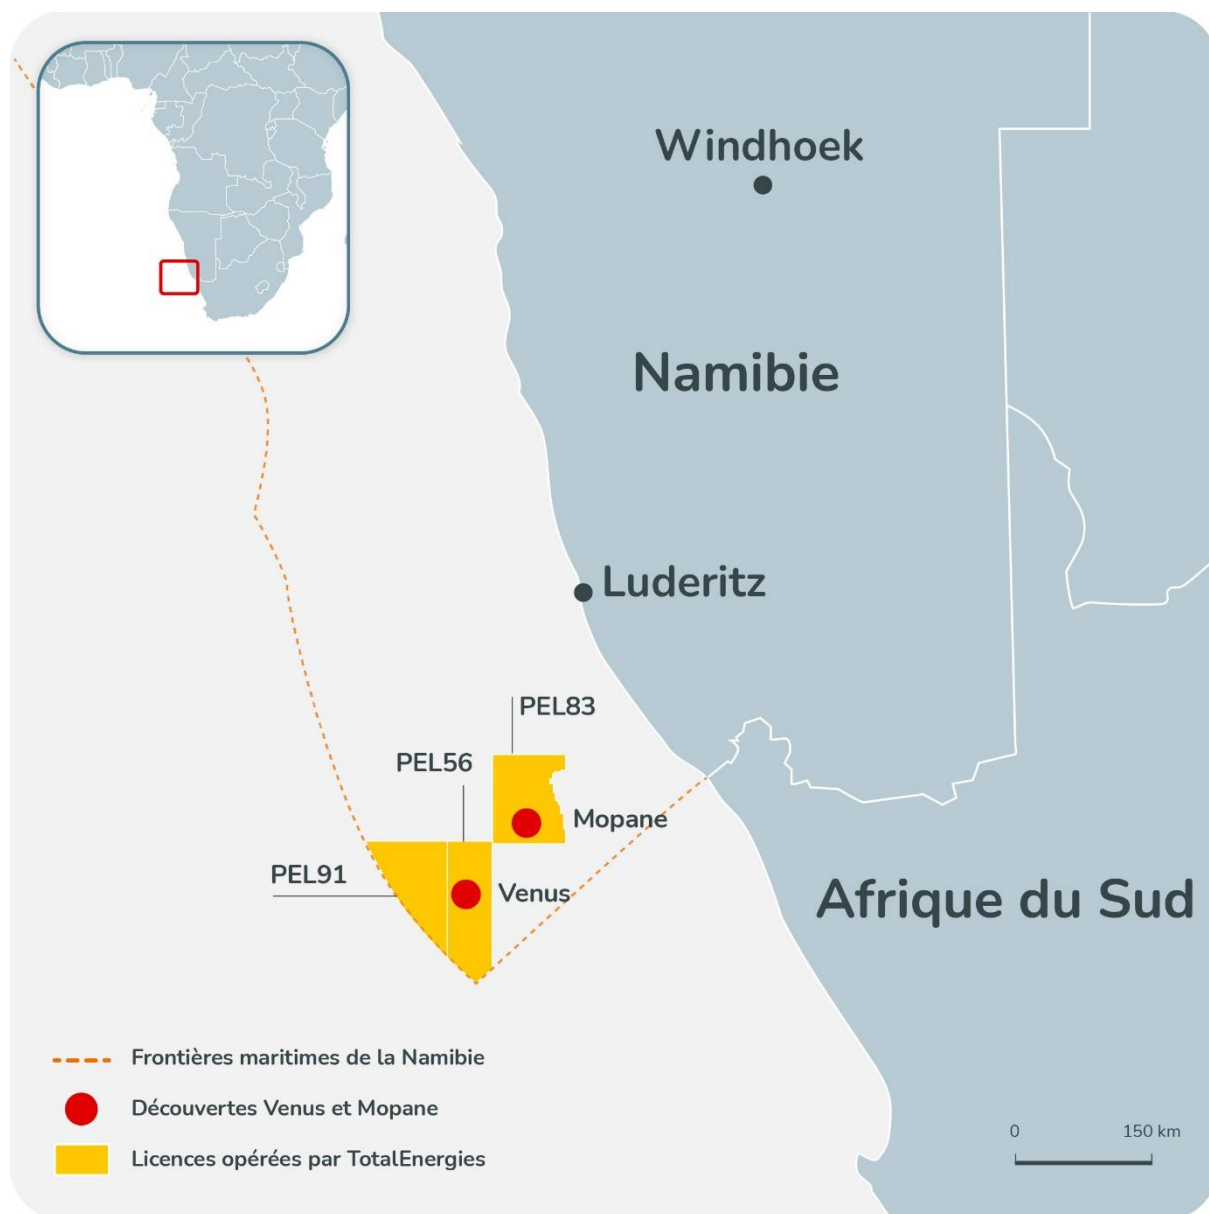 Windhoek
Namibie
Luderitz
PEL83
PEL56
Mopane
PEL91
Venus
Afrique du Sud
Frontières maritimes de la Namibie
Découvertes Venus et Mopane
Licences opérées par TotalEnergies
0 150 km